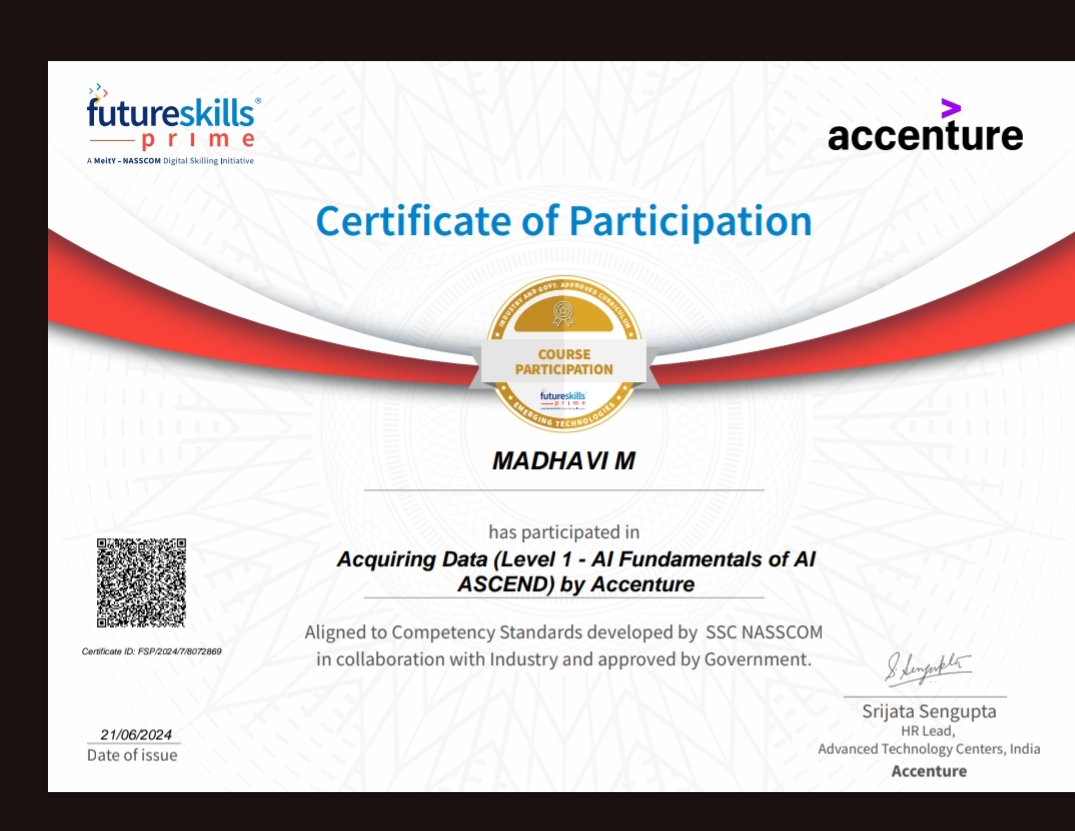 futureskills®
prime
A MeitY - NASSCOM Digital Skilling Initiative
accenture
Certificate of Participation
INDUSTRY AND GOVT. APPROVED CURRICULUM
COURSE
PARTICIPATION
futureskills
prime
EMERGING TECHNOLOGIES
MADHAVI M
has participated in
Acquiring Data (Level 1 - AI Fundamentals of AI
ASCEND) by Accenture
Aligned to Competency Standards developed by SSC NASSCOM
in collaboration with Industry and approved by Government.
Certificate ID: FSP/2024/7/8072869
21/06/2024
Date of issue
S. Sengupta
Srijata Sengupta
HR Lead,
Advanced Technology Centers, India
Accenture